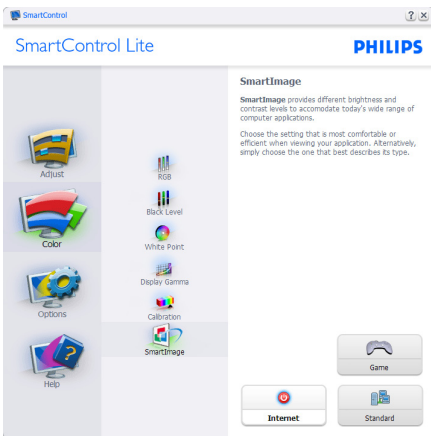 SmartControl
SmartControl Lite
PHILIPS
Adjust
Color
Options
Help
RGB
Black Level
White Point
Display Gamma
Calibration
SmartImage
SmartImage
SmartImage provides different brightness and
contrast levels to accomodate today's wide range of
computer applications.
Choose the setting that is most comfortable or
efficient when viewing your application. Alternatively,
simply choose the one that best describes its type.
Game
Internet
Standard